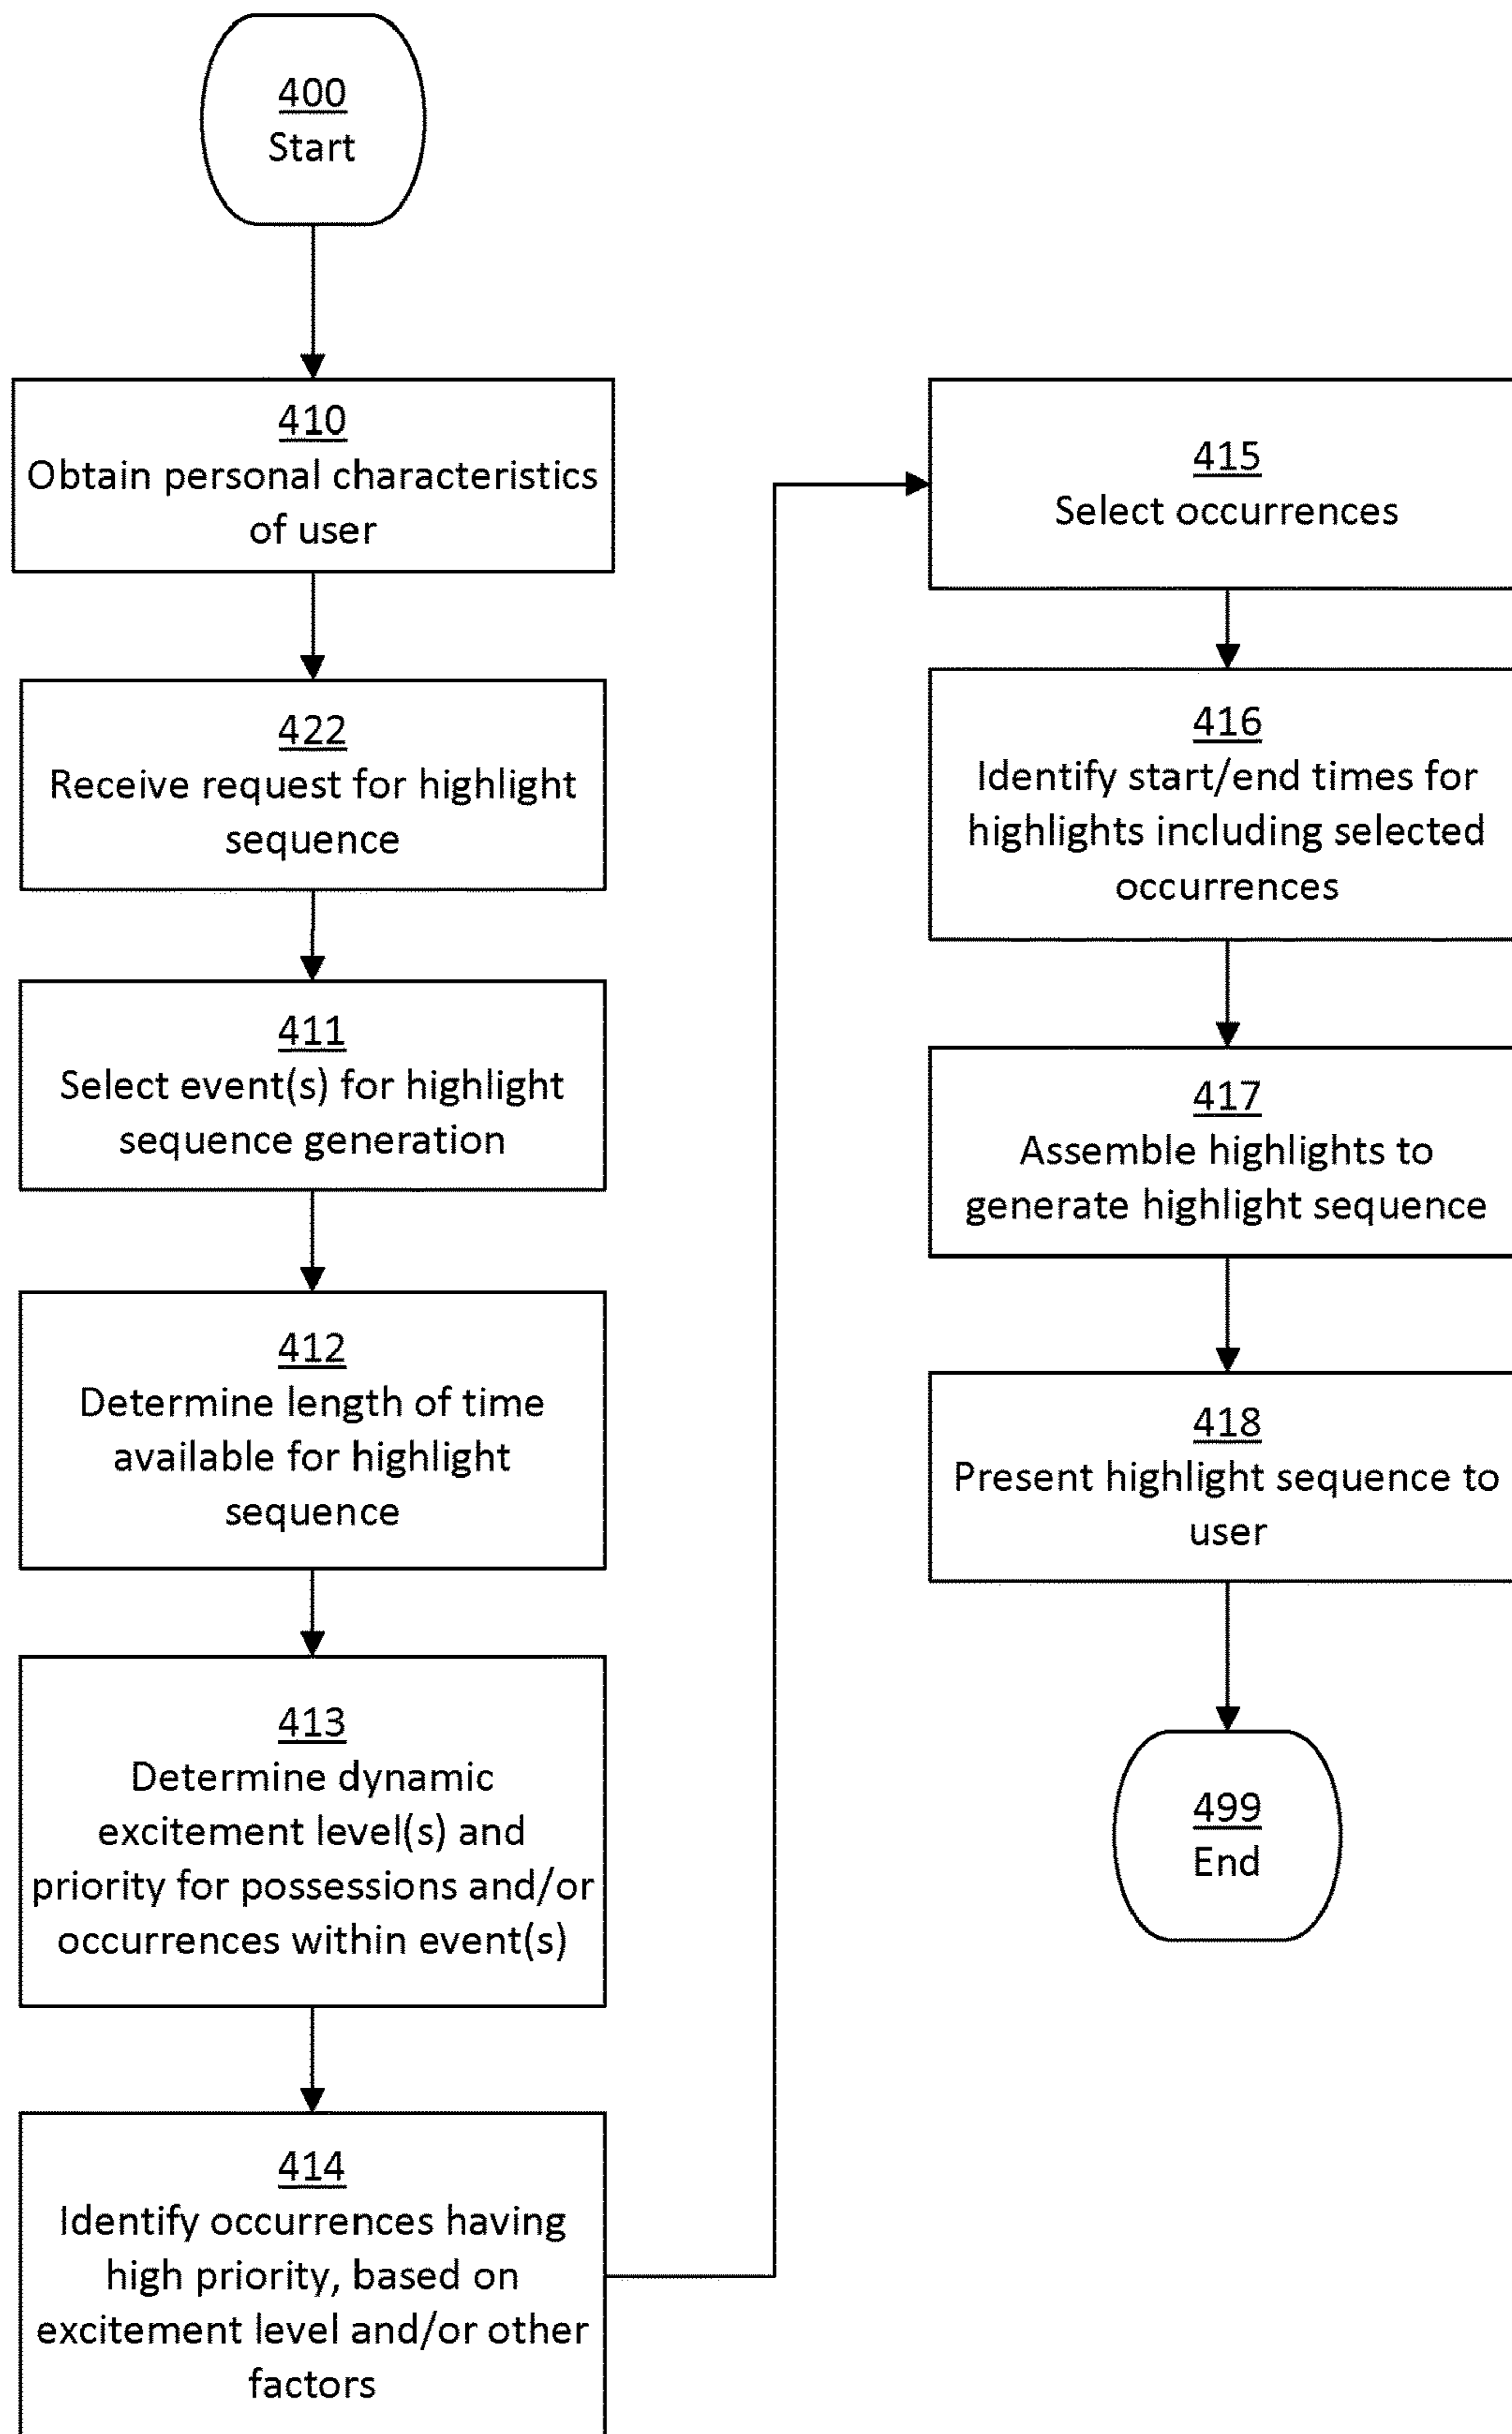 400
Start
410
Obtain personal characteristics
of user
422
Receive request for highlight
sequence
411
Select event(s) for highlight
sequence generation
412
Determine length of time
available for highlight
sequence
413
Determine dynamic
excitement level(s) and
priority for possessions and/or
occurrences within event(s)
414
Identify occurrences having
high priority, based on
excitement level and/or other
factors
415
Select occurrences
416
Identify start/end times for
highlights including selected
occurrences
417
Assemble highlights to
generate highlight sequence
418
Present highlight sequence to
user
499
End